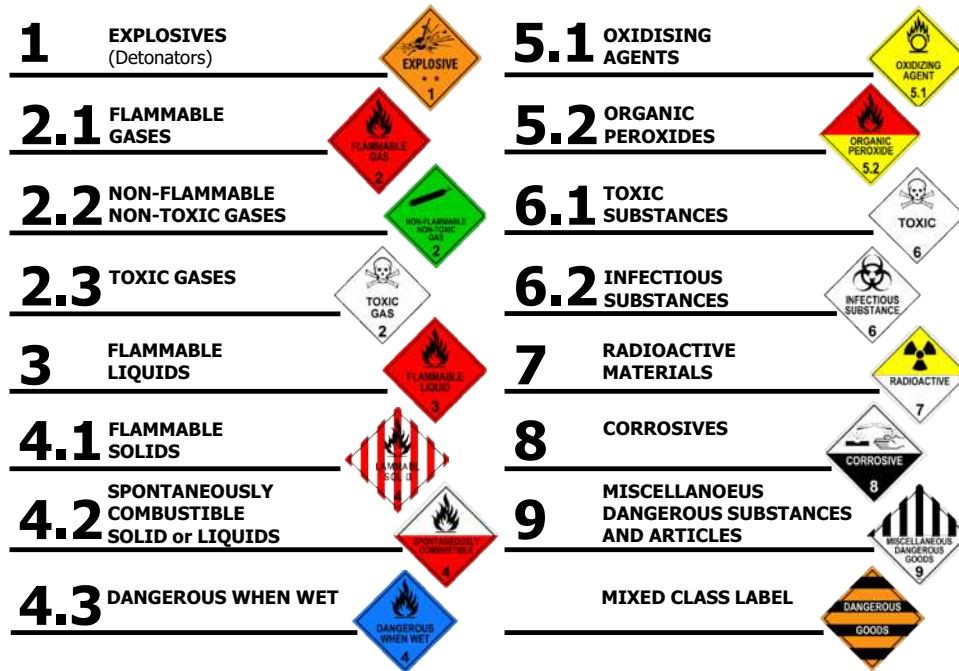 1
EXPLOSIVES
(Detonators)
EXPLOSIVE
* *
1
2.1
FLAMMABLE
GASES
FLAMMABLE
GAS
2
2.2
NON-FLAMMABLE
NON-TOXIC GASES
NON-FLAMMABLE
NON-TOXIC
GAS
2
2.3
TOXIC GASES
TOXIC
GAS
2
3
FLAMMABLE
LIQUIDS
FLAMMABLE
LIQUID
3
4.1
FLAMMABLE
SOLIDS
LAMMABL
SOL D
4
4.2
SPONTANEOUSLY
COMBUSTIBLE
SOLID or LIQUIDS
SPONTANEOUSLY
COMBUSTIBLE
4
4.3
DANGEROUS WHEN WET
DANGEROUS
WHEN WET
4
5.1
OXIDISING
AGENTS
OXIDIZING
AGENT
5.1
5.2
ORGANIC
PEROXIDES
ORGANIC
PEROXIDE
5.2
6.1
TOXIC
SUBSTANCES
TOXIC
6
6.2
INFECTIOUS
SUBSTANCES
INFECTIOUS
SUBSTANCE
6
7
RADIOACTIVE
MATERIALS
RADIOACTIVE
7
8
CORROSIVES
CORROSIVE
8
9
MISCELLANOEUS
DANGEROUS SUBSTANCES
AND ARTICLES
MISCELLANEOUS
DANGEROUS
GOODS
9
MIXED CLASS LABEL
DANGEROUS
GOODS